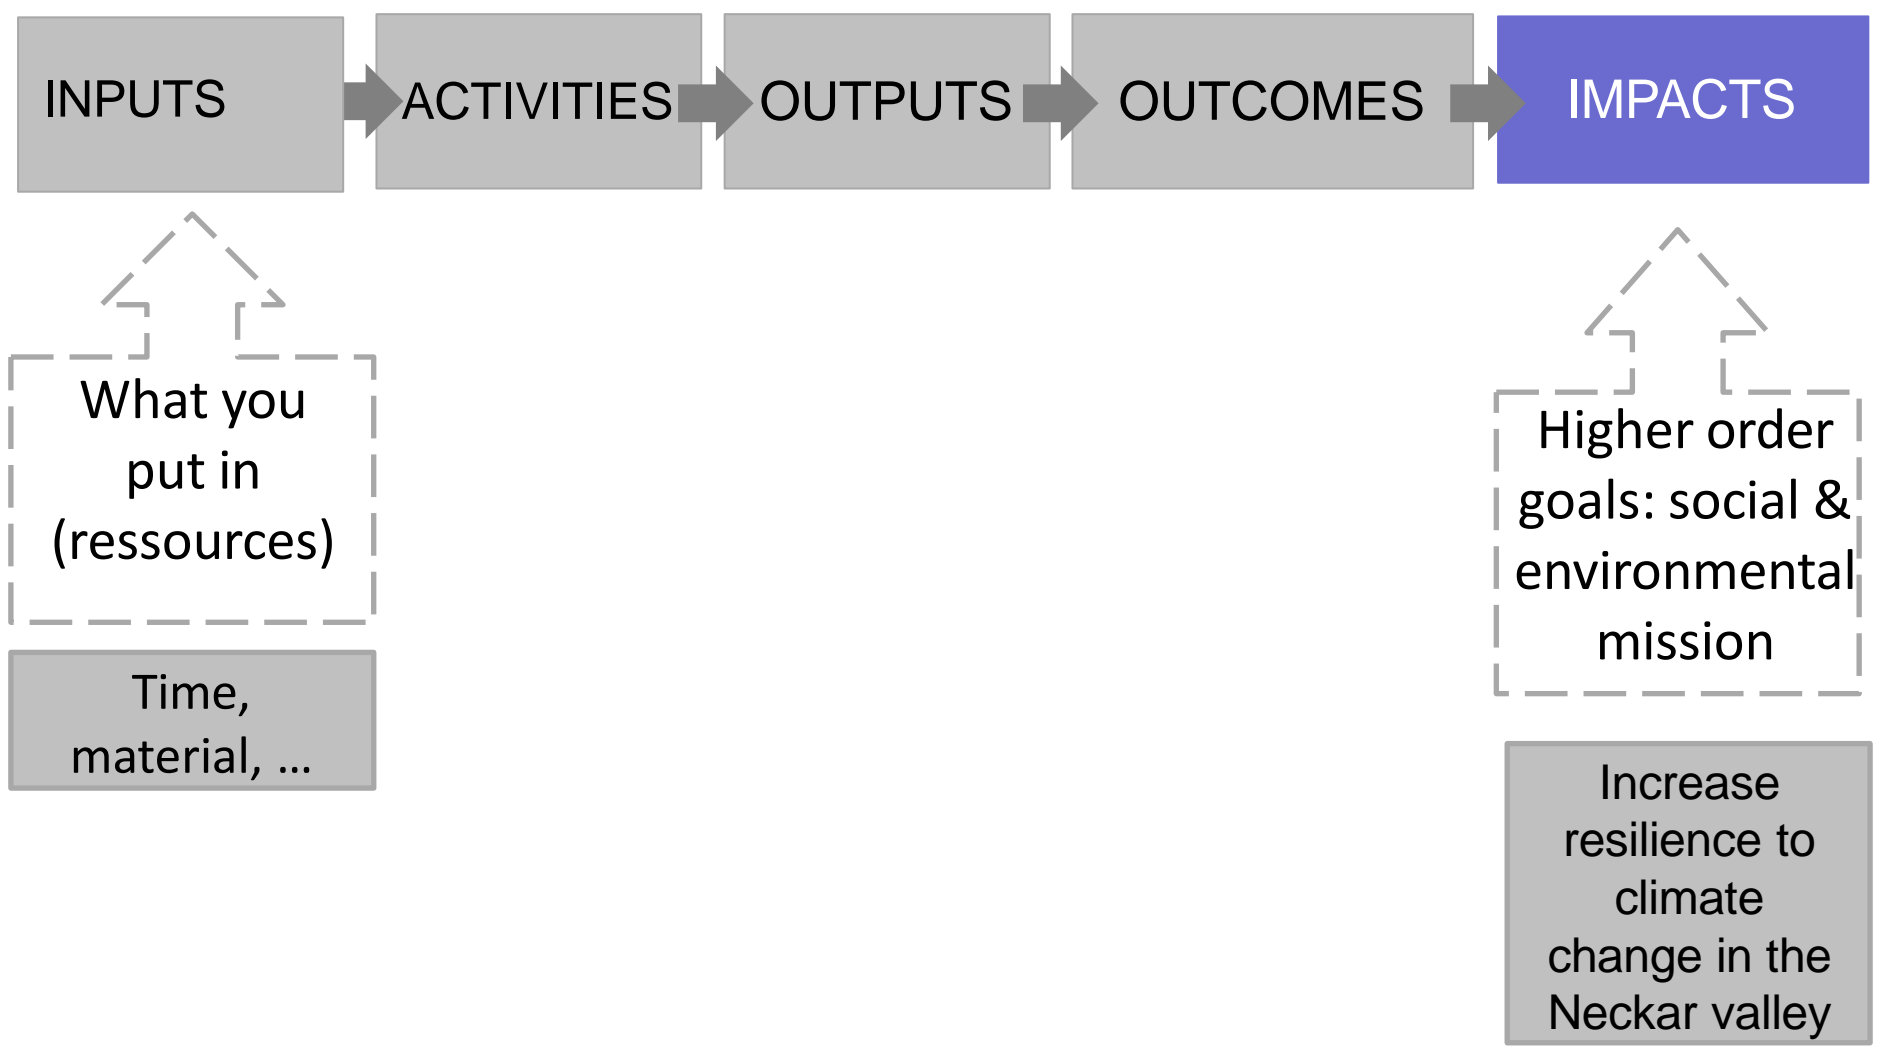 INPUTS
ACTIVITIES
OUTPUTS
OUTCOMES
IMPACTS
What you
put in
(ressources)
Time,
material, …
Higher order
goals: social &
environmental
mission
Increase
resilience to
climate
change in the
Neckar valley